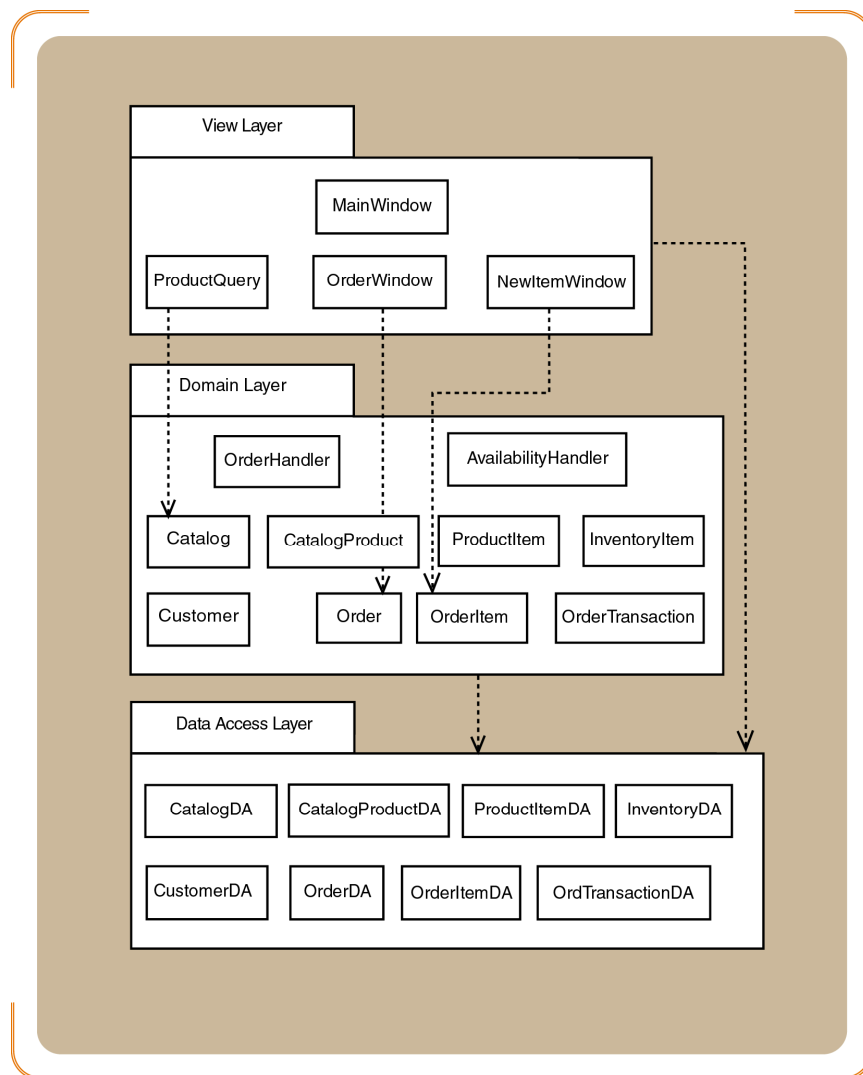 View Layer
MainWindow
ProductQuery
OrderWindow
NewItemWindow
Domain Layer
OrderHandler
AvailabilityHandler
Catalog
CatalogProduct
ProductItem
InventoryItem
Customer
Order
OrderItem
OrderTransaction
Data Access Layer
CatalogDA
CatalogProductDA
ProductItemDA
InventoryDA
CustomerDA
OrderDA
OrderItemDA
OrdTransactionDA